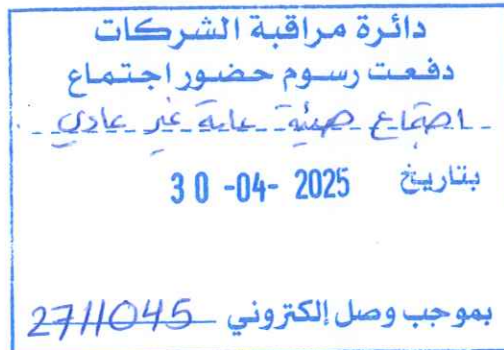 دائرة مراقبة الشركات
دفعت رسوم حضور اجتماع
اجتماع هيئة عامة غير عادي
بتاريخ 30 -04- 2025
بموجب وصل إلكتروني 2711045